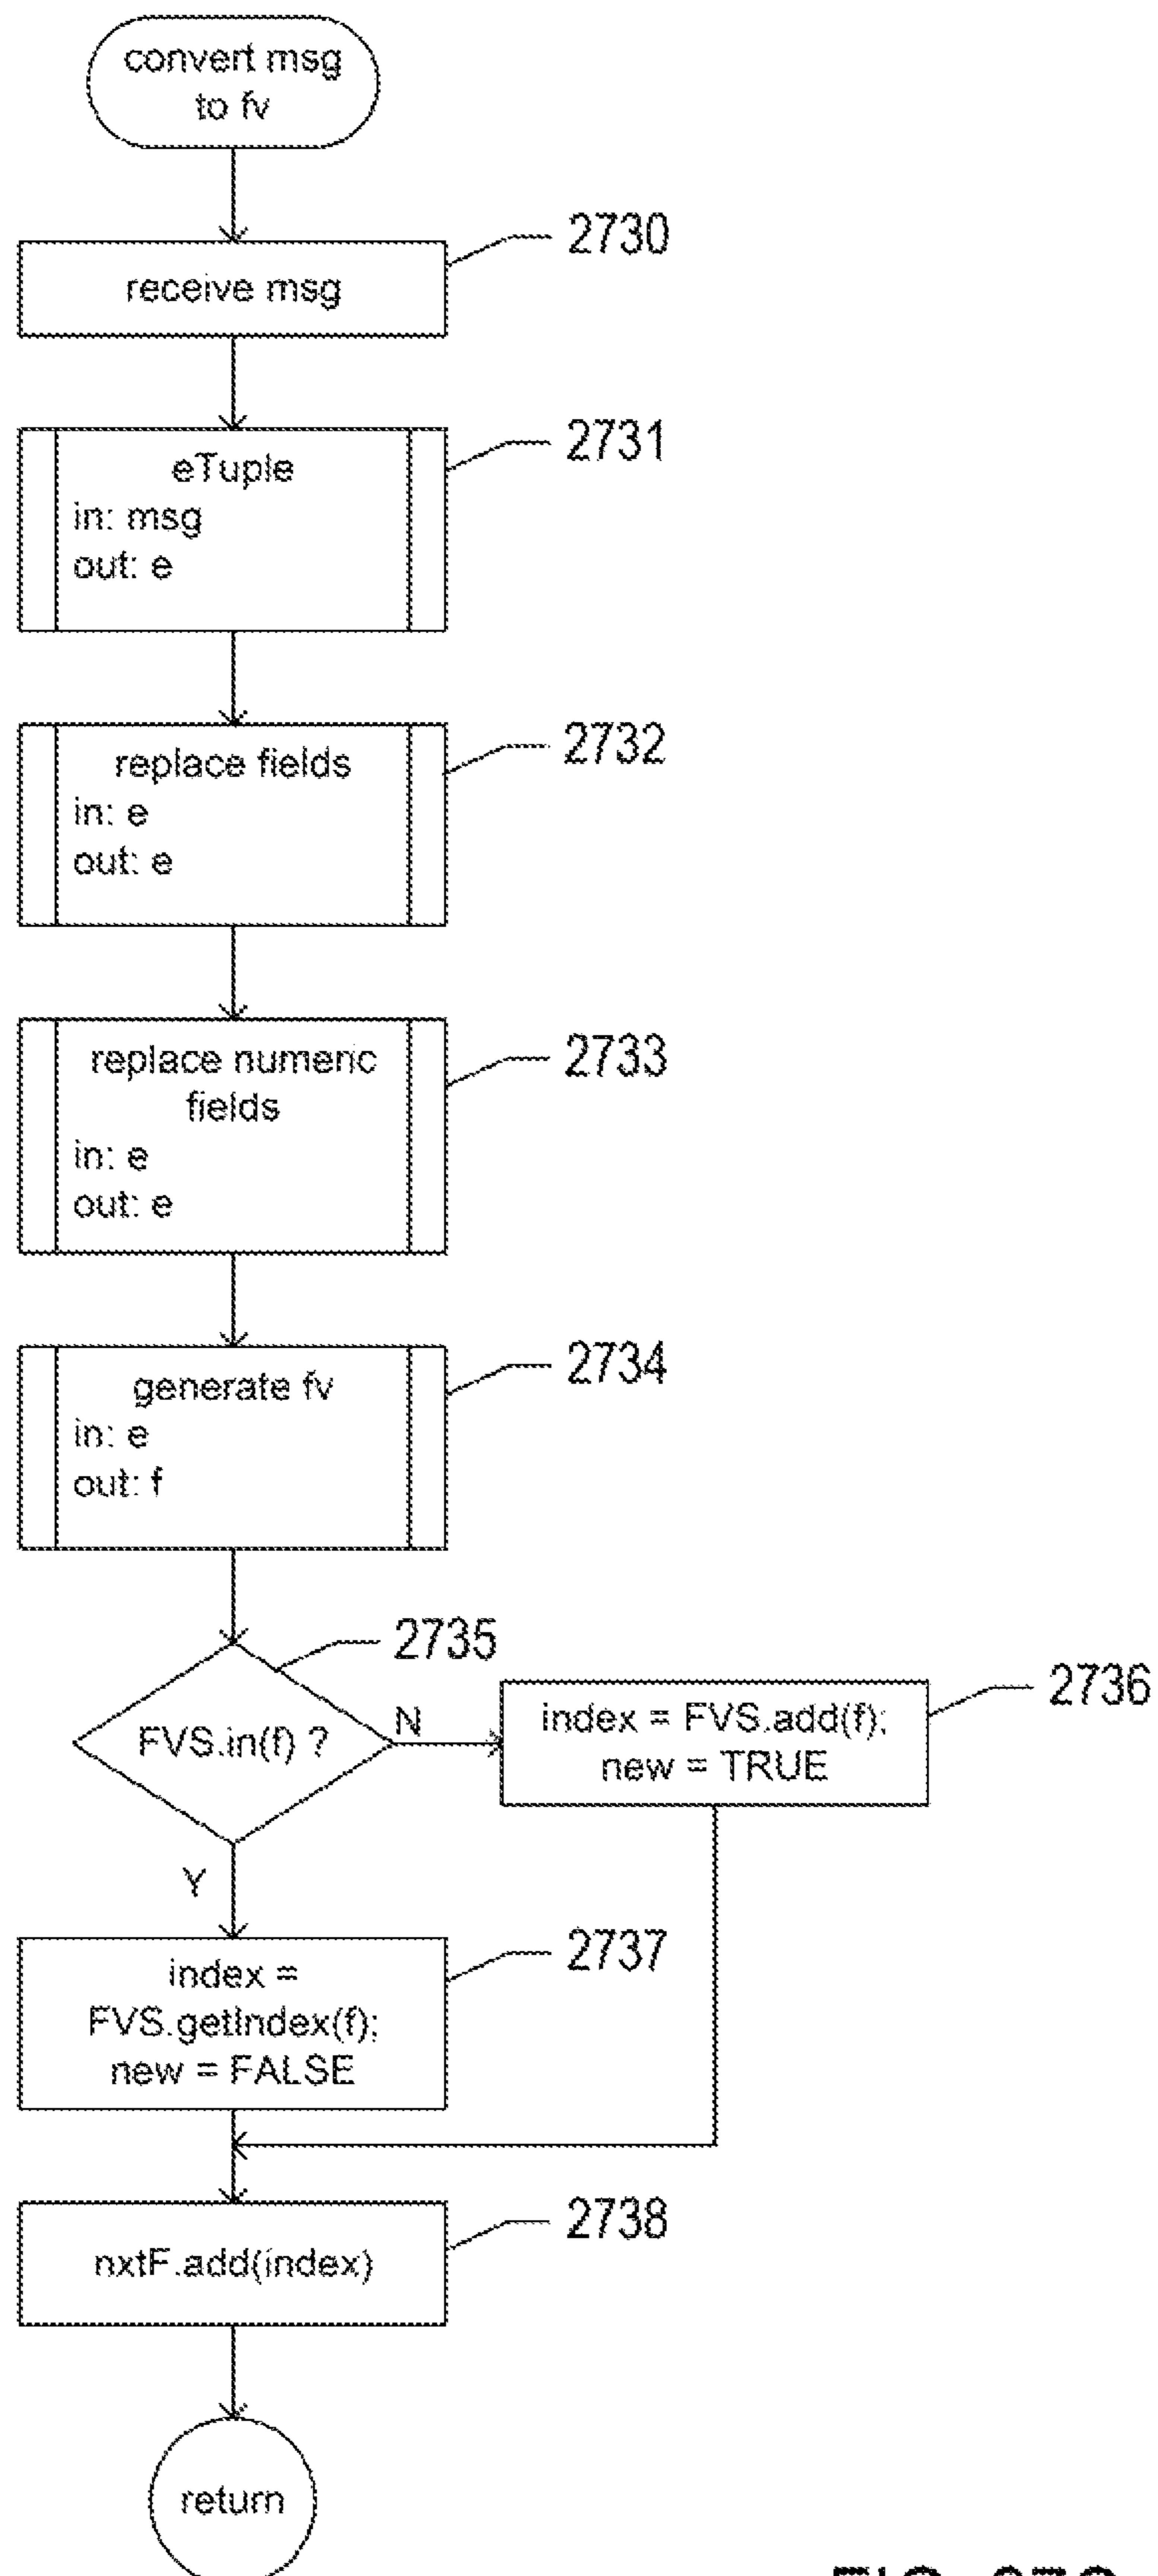 convert msg
to fv
2730
receive msg
2731
eTuple
in: msg
out: e
2732
replace fields
in: e
out: e
2733
replace numeric
fields
in: e
out: e
2734
generate fv
in: e
out: f
2735
FVS.in(f) ?
N
2736
index = FVS.add(f);
new = TRUE
Y
2737
index =
FVS.getIndex(f);
new = FALSE
2738
nxtF.add(index)
return